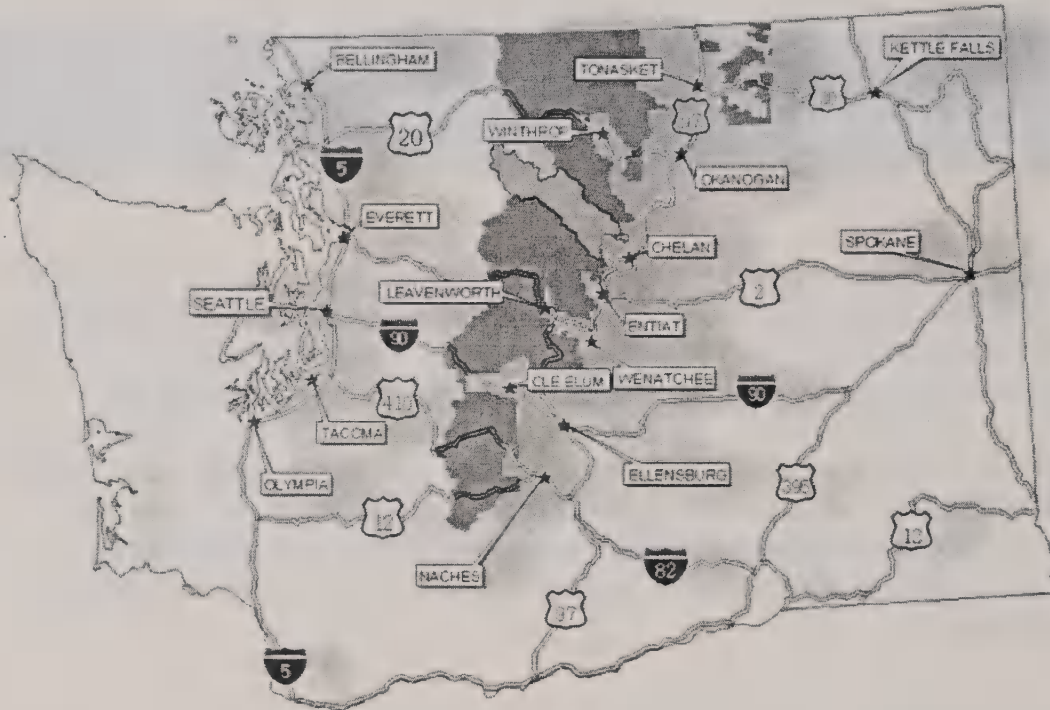 BELLINGHAM
TONASKET
KETTLE FALLS
20
WINTHROP
97
5
OKANOGAN
EVERETT
CHELAN
SPOKANE
SEATTLE
LEAVENWORTH
2
90
ENTIAT
CLE ELUM
WENATCHEE
90
410
TACOMA
OLYMPIA
ELLENSBURG
395
12
NACHES
82
97
5